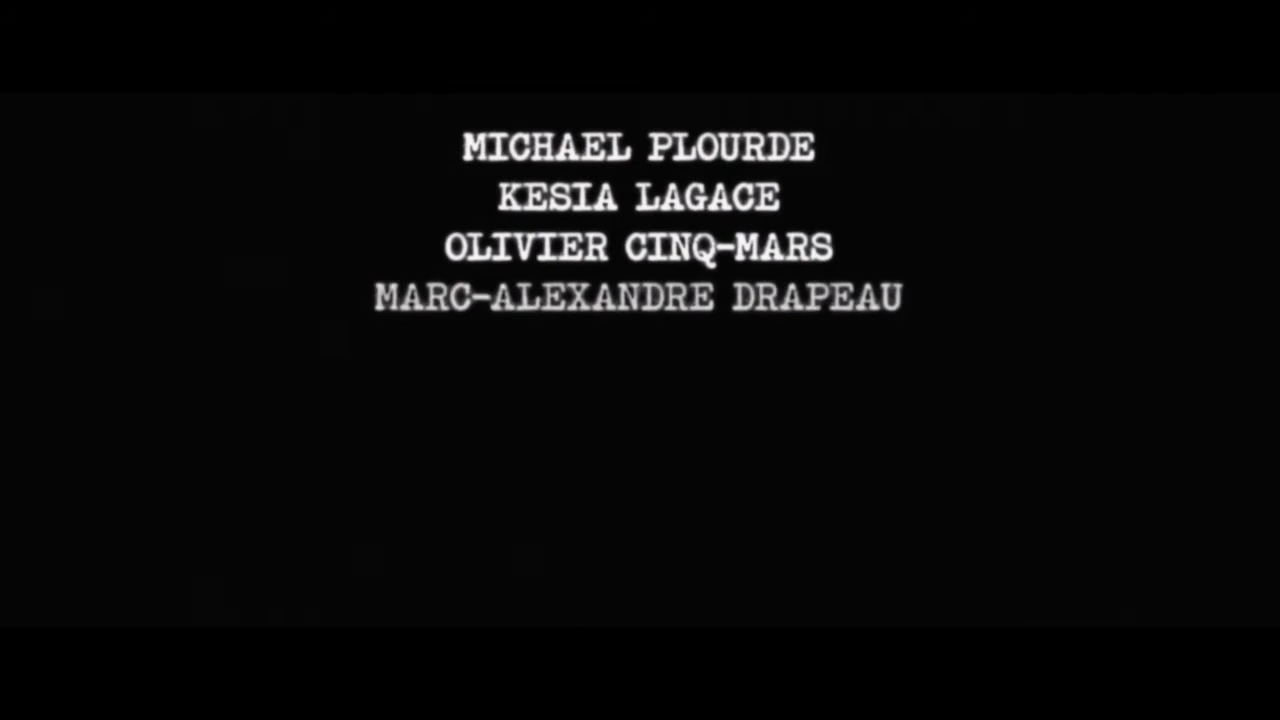 MICHAEL PLOURDE
KESIA LAGACE
OLIVIER CINQ-MARS
MARC-ALEXANDRE DRAPEAU